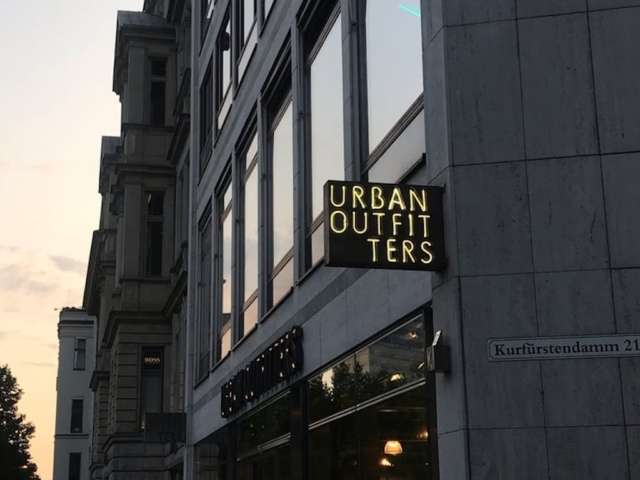 URBAN
OUTFIT
TERS
Kurfürstendamm 21